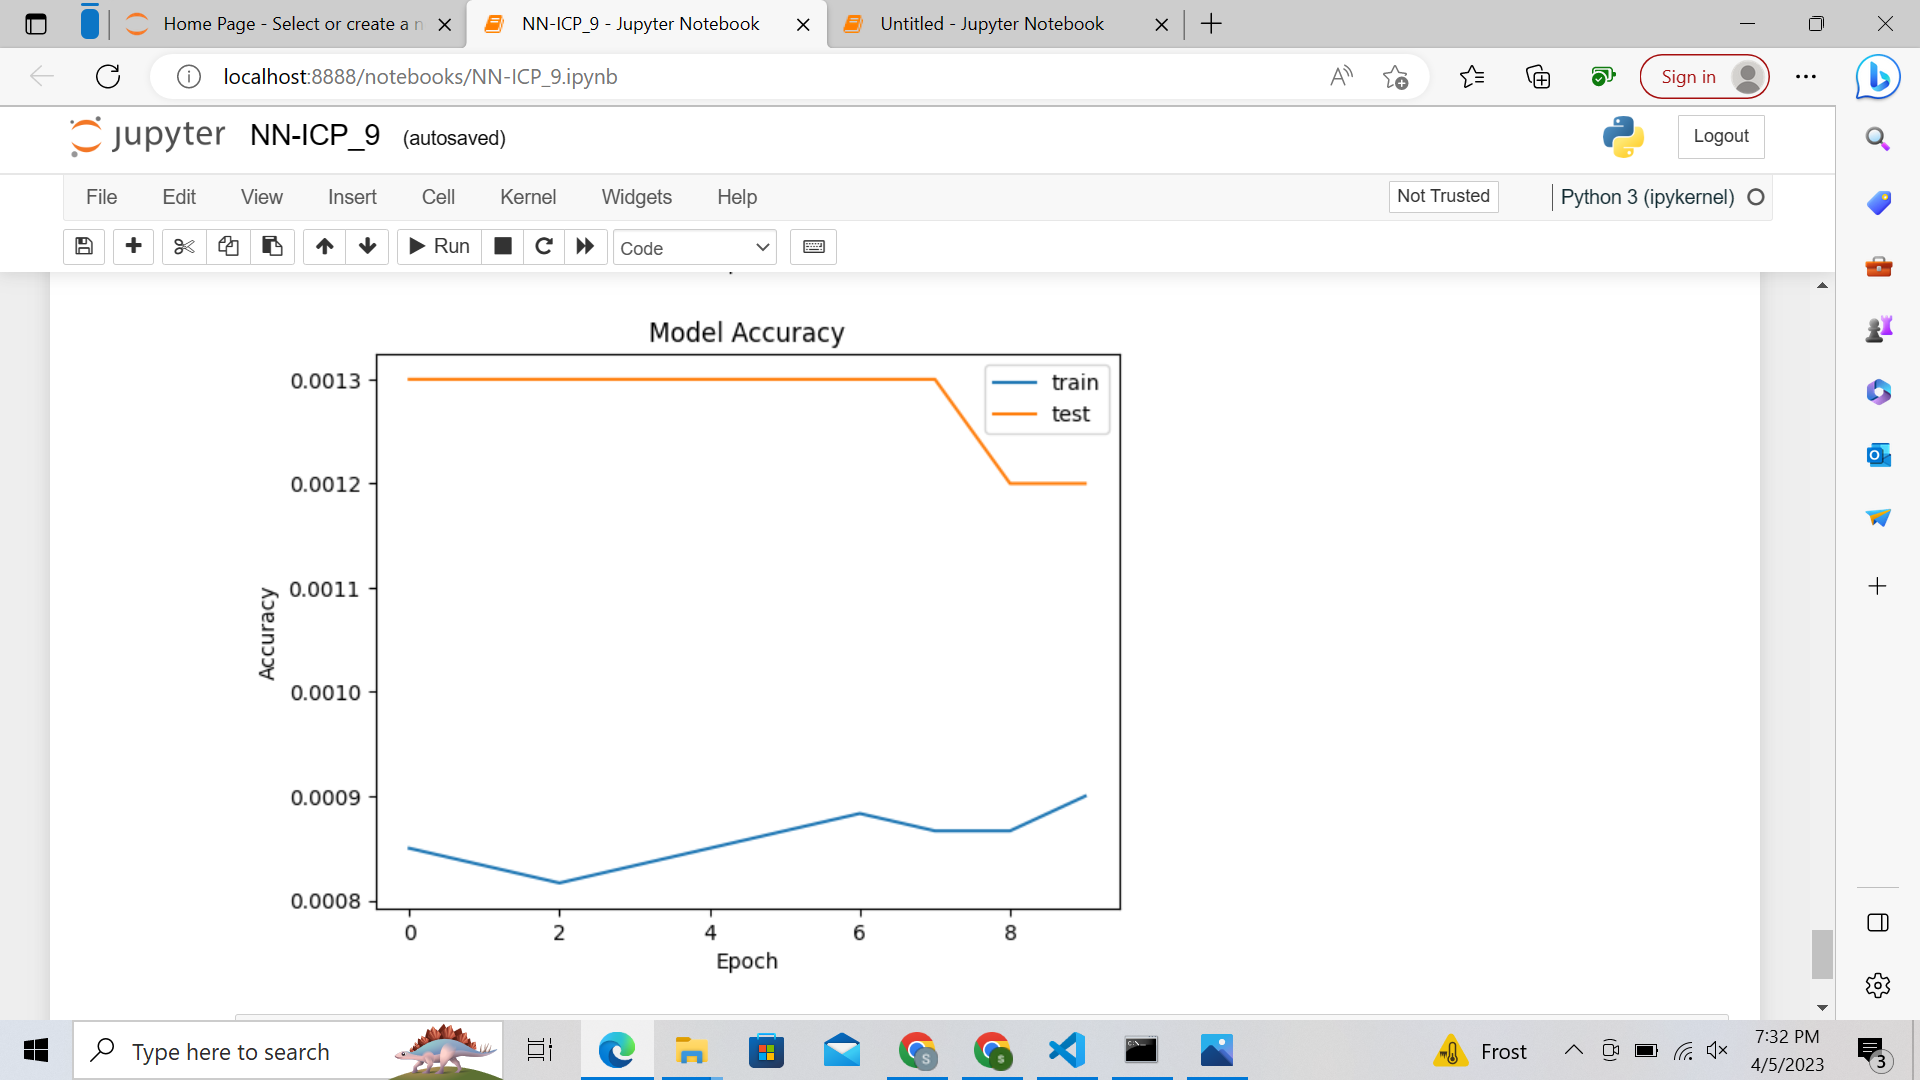 Home Page - Select or create a n
NN-ICP_9 - Jupyter Notebook
Untitled - Jupyter Notebook
localhost:8888/notebooks/NN-ICP_9.ipynb
Sign in
jupyter NN-ICP_9 (autosaved)
Logout
File Edit View Insert Cell Kernel Widgets Help
Not Trusted
Python 3 (ipykernel)
Run
Code
Model Accuracy
train
test
0.0013
0.0012
0.0011
0.0010
0.0009
0.0008
Accuracy
0 2 4 6 8
Epoch
Type here to search
S
s
Frost
7:32 PM
4/5/2023
3